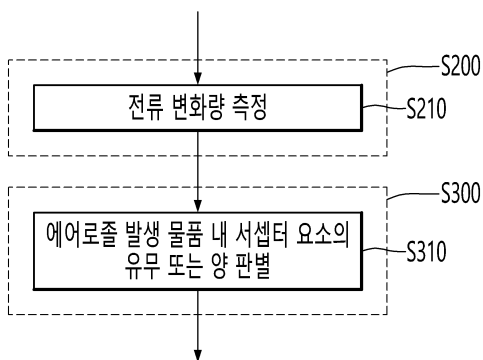 S200
전류 변화량 측정
S210
S300
에어로졸 발생 물품 내 서셉터 요소의
유무 또는 양 판별
S310